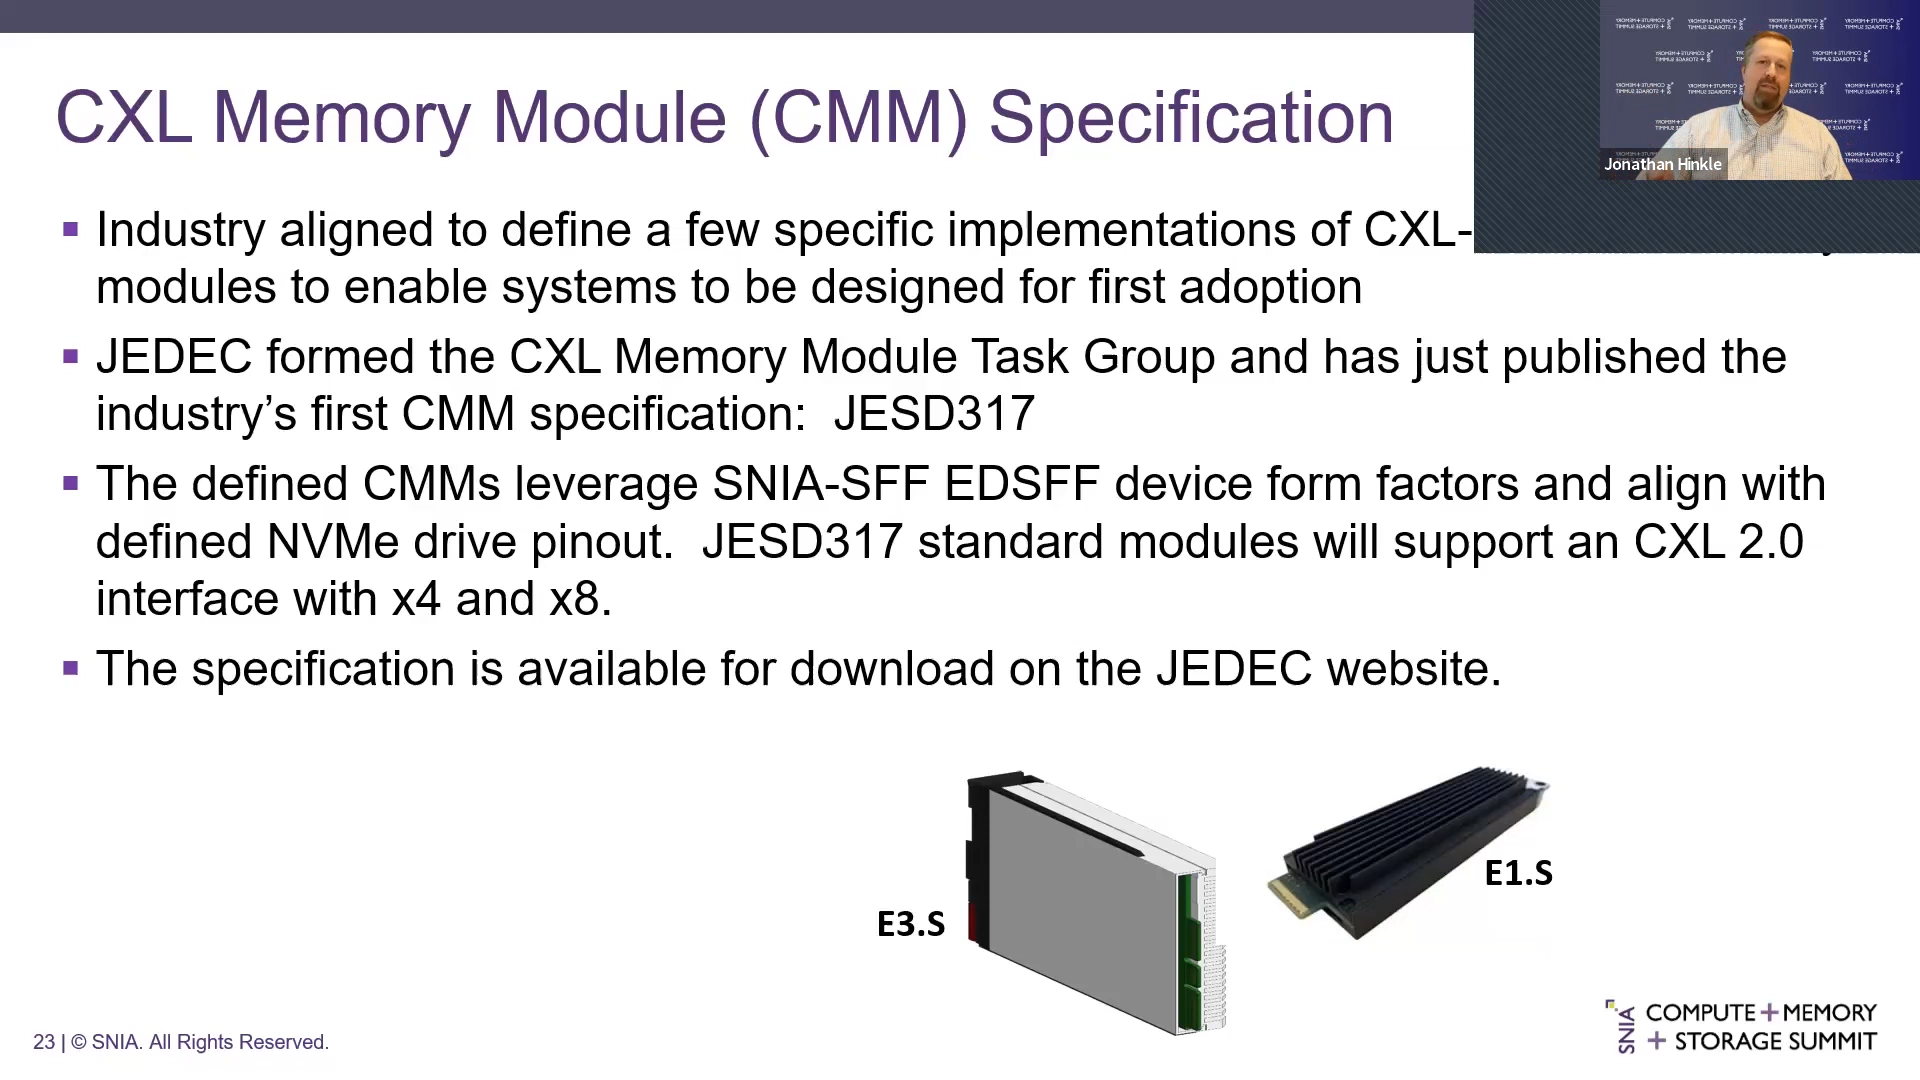 CXL Memory Module (CMM) Specification
Jonathan Hinkle
▪ Industry aligned to define a few specific implementations of CXL-
modules to enable systems to be designed for first adoption
▪ JEDEC formed the CXL Memory Module Task Group and has just published the
industry’s first CMM specification:  JESD317
▪ The defined CMMs leverage SNIA-SFF EDSFF device form factors and align with
defined NVMe drive pinout.  JESD317 standard modules will support an CXL 2.0
interface with x4 and x8.
▪ The specification is available for download on the JEDEC website.
E3.S
E1.S
23 | © SNIA. All Rights Reserved.
SNIA
COMPUTE+MEMORY
+ STORAGE SUMMIT